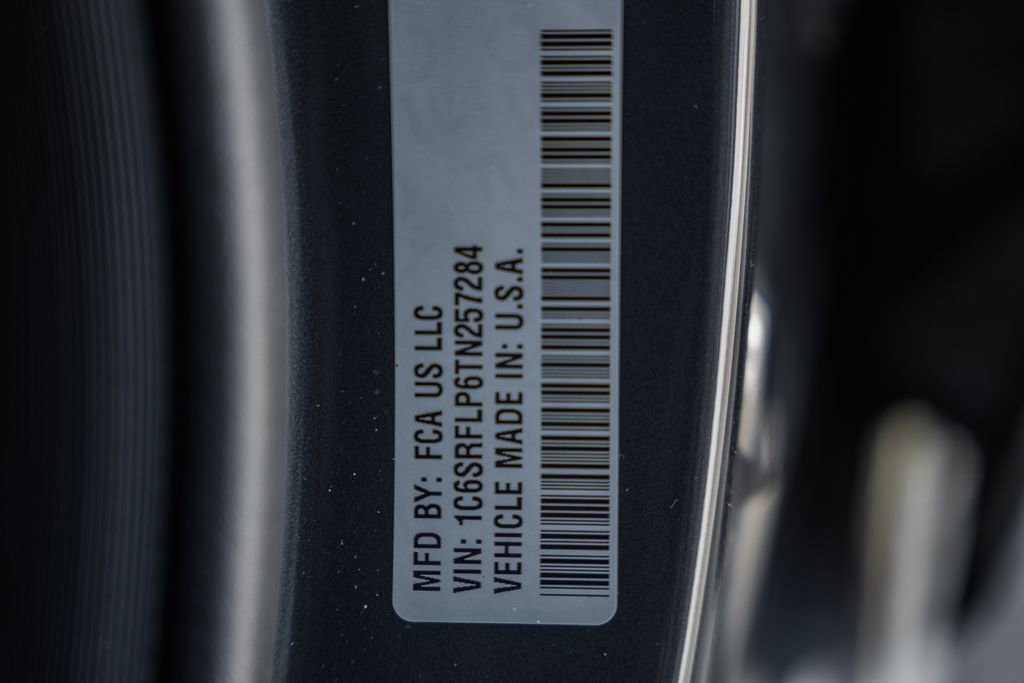 MFD BY: FCA US LLC
VIN: 1C6SRFLP6TN257284
VEHICLE MADE IN: U.S.A.